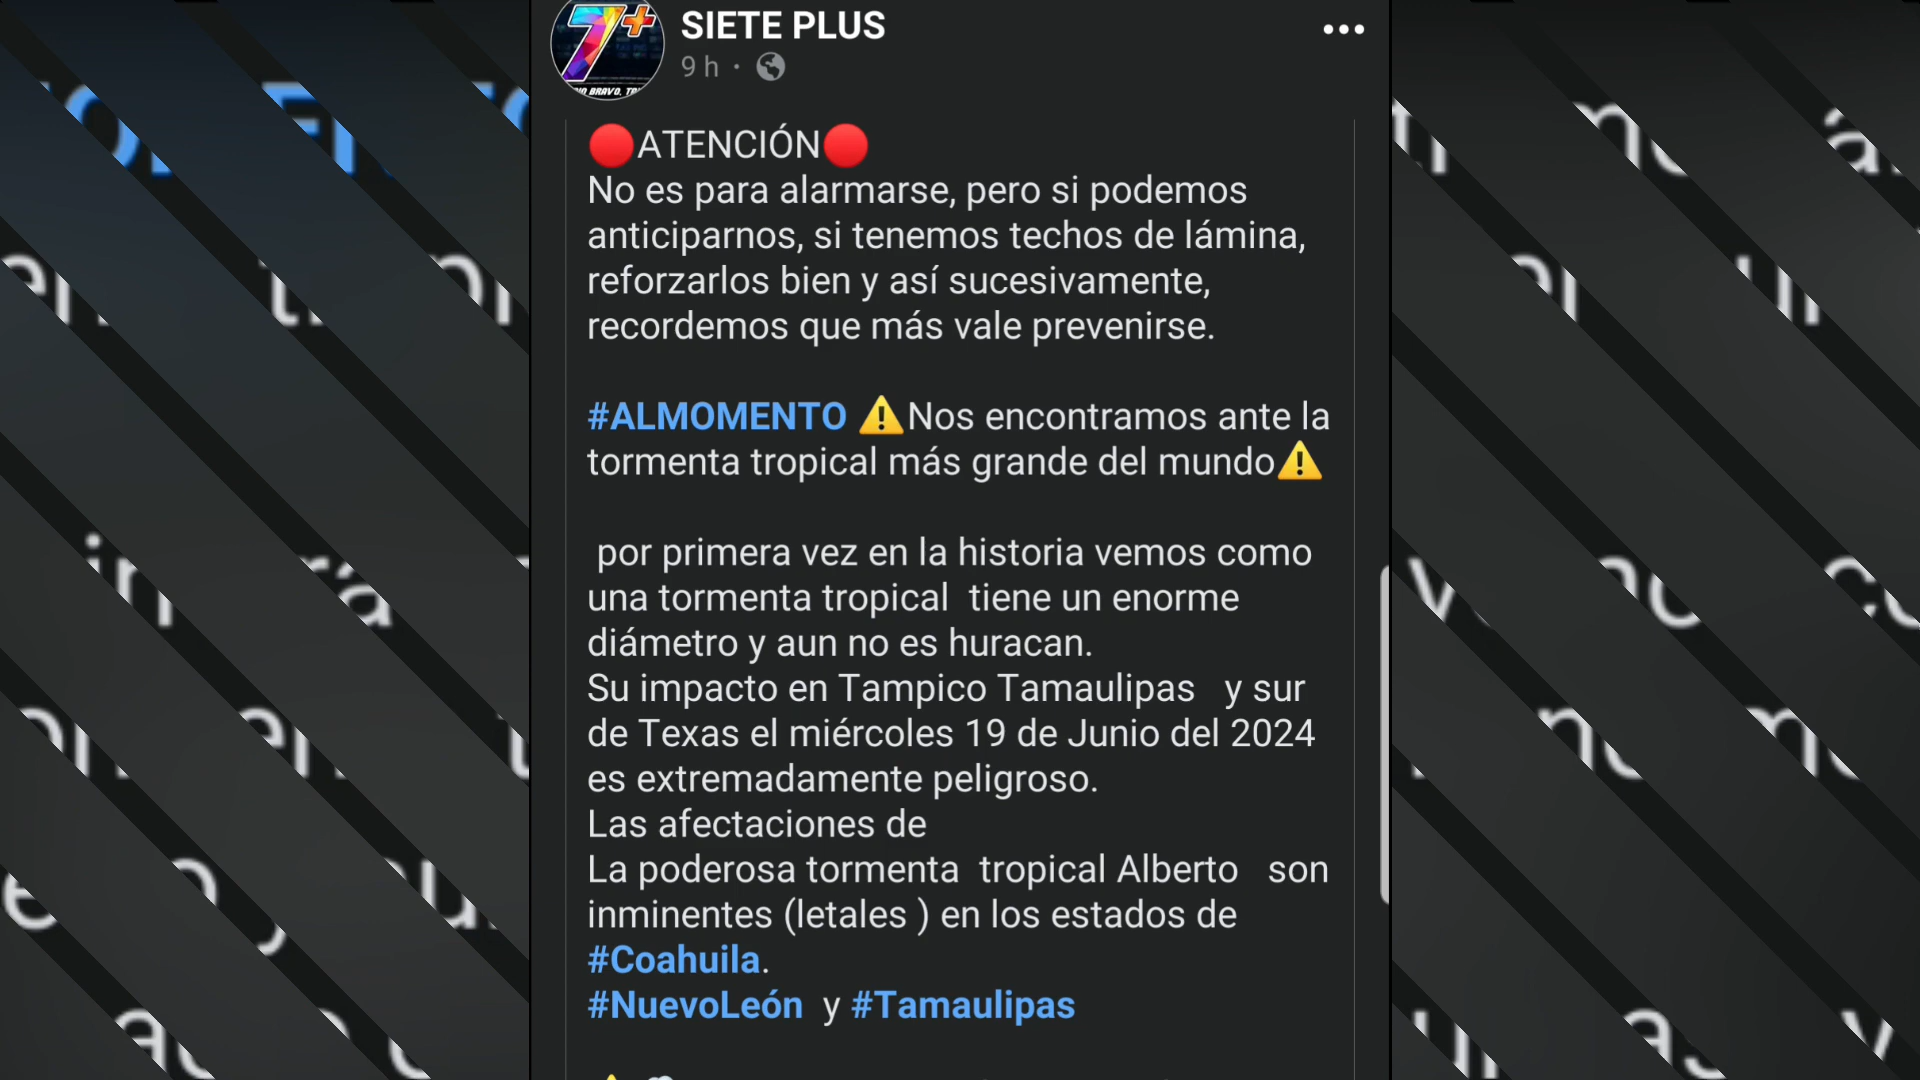 SIETE PLUS
9 h ·
🔴ATENCIÓN🔴
No es para alarmarse, pero si podemos
anticiparnos, si tenemos techos de lámina,
reforzarlos bien y así sucesivamente,
recordemos que más vale prevenirse.
#ALMOMENTO ⚠️Nos encontramos ante la
tormenta tropical más grande del mundo⚠️
por primera vez en la historia vemos como
una tormenta tropical tiene un enorme
diámetro y aun no es huracan.
Su impacto en Tampico Tamaulipas y sur
de Texas el miércoles 19 de Junio del 2024
es extremadamente peligroso.
Las afectaciones de
La poderosa tormenta tropical Alberto son
inminentes (letales ) en los estados de
#Coahuila.
#NuevoLeón y #Tamaulipas